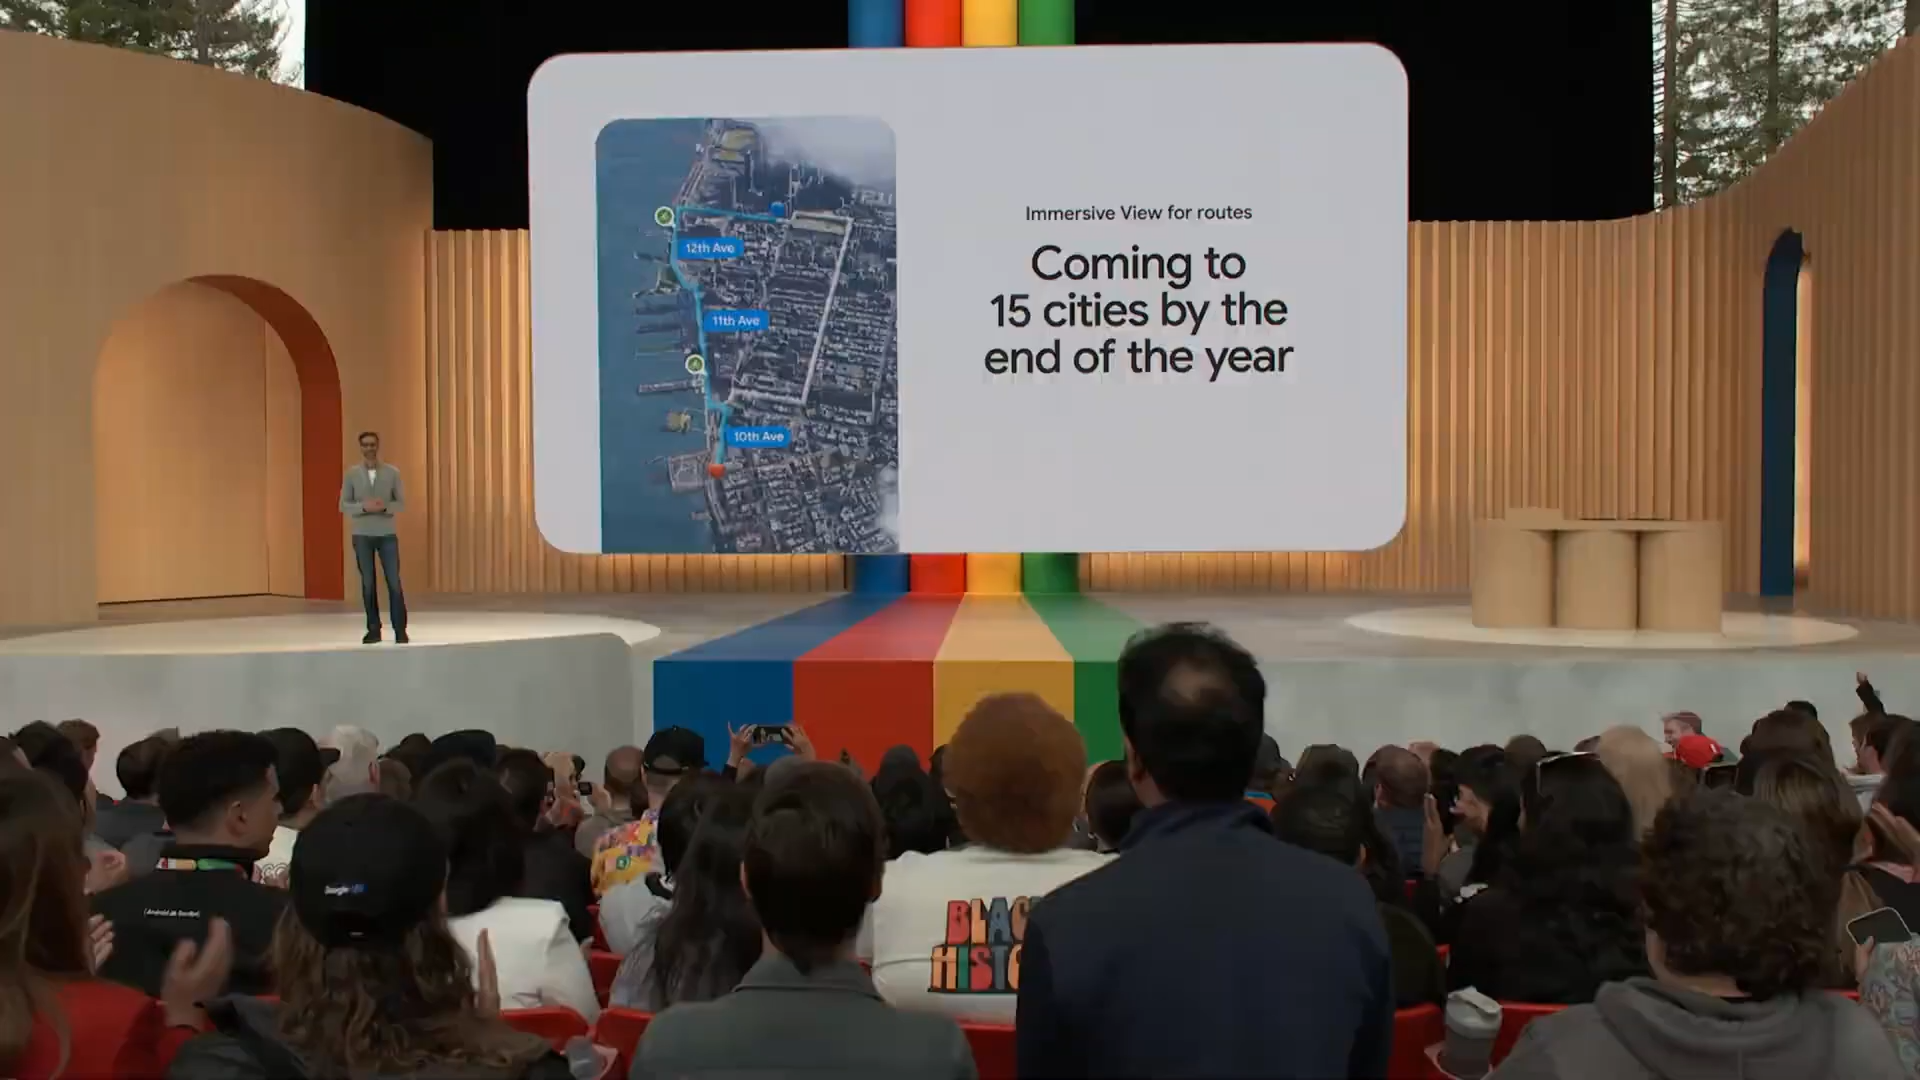 Immersive View for routes
Coming to
15 cities by the
end of the year
12th Ave
11th Ave
10th Ave
Google